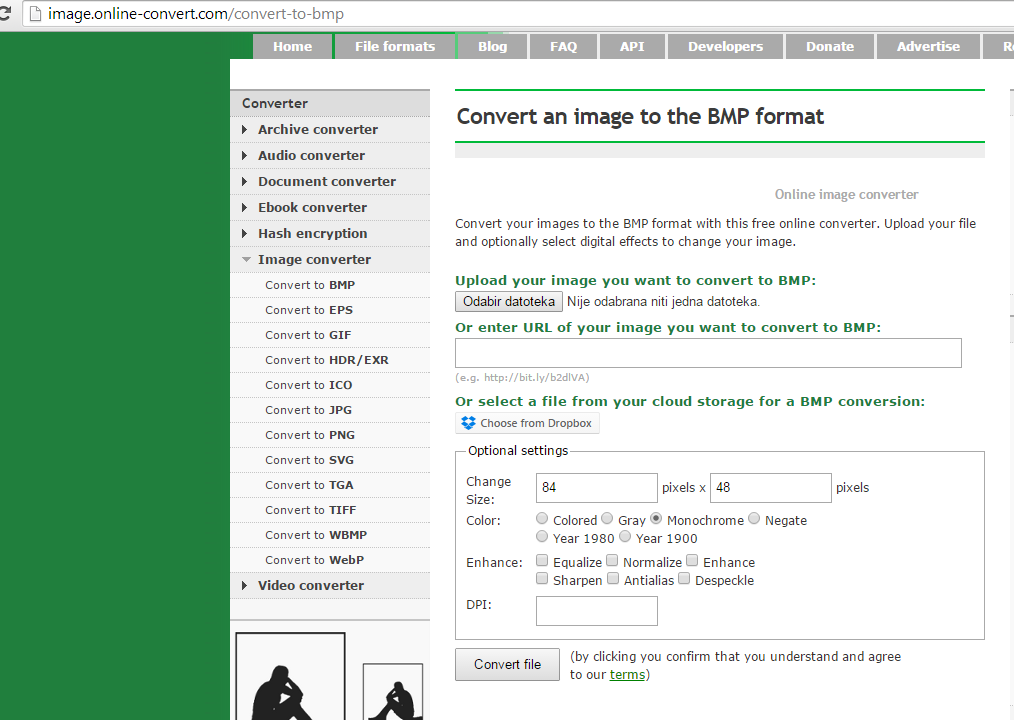 image.online-convert.com/convert-to-bmp
Home File formats Blog FAQ API Developers Donate Advertise
Converter
Archive converter
Audio converter
Document converter
Ebook converter
Hash encryption
Image converter
Convert to BMP
Convert to EPS
Convert to GIF
Convert to HDR/EXR
Convert to ICO
Convert to JPG
Convert to PNG
Convert to SVG
Convert to TGA
Convert to TIFF
Convert to WBMP
Convert to WebP
Video converter
Convert an image to the BMP format
Online image converter
Convert your images to the BMP format with this free online converter. Upload your file
and optionally select digital effects to change your image.
Upload your image you want to convert to BMP:
Odabir datoteka Nije odabrana niti jedna datoteka.
Or enter URL of your image you want to convert to BMP:
(e.g. http://bit.ly/b2dlVA)
Or select a file from your cloud storage for a BMP conversion:
Choose from Dropbox
Optional settings
Change
Size:
84 pixels x 48 pixels
Color: Colored Gray Monochrome Negate
Year 1980 Year 1900
Enhance: Equalize Normalize Enhance
Sharpen Antialias Despeckle
DPI:
Convert file (by clicking you confirm that you understand and agree
to our terms)